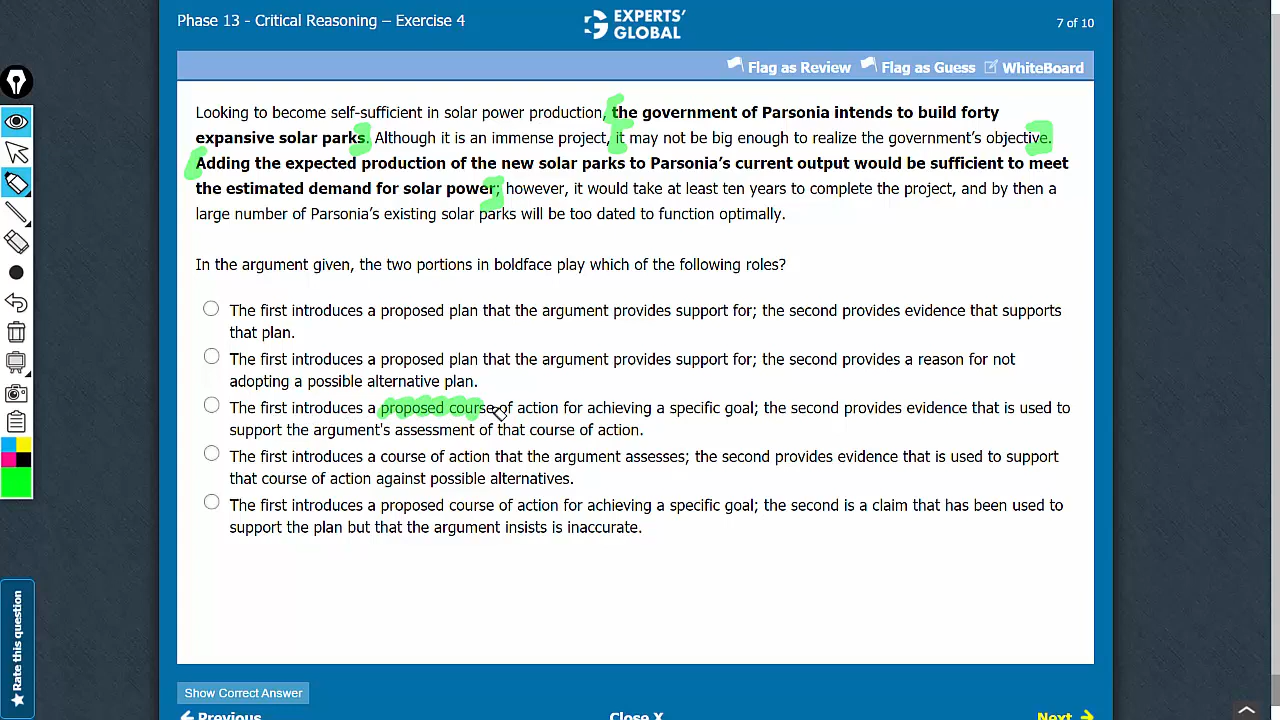 Phase 13 - Critical Reasoning – Exercise 4
EXPERTS'
GLOBAL
7 of 10
Flag as Review
Flag as Guess
WhiteBoard
Looking to become self-sufficient in solar power production, the government of Parsonia intends to build forty
expansive solar parks. Although it is an immense project, it may not be big enough to realize the government's objective.
Adding the expected production of the new solar parks to Parsonia's current output would be sufficient to meet
the estimated demand for solar power; however, it would take at least ten years to complete the project, and by then a
large number of Parsonia's existing solar parks will be too dated to function optimally.
In the argument given, the two portions in boldface play which of the following roles?
The first introduces a proposed plan that the argument provides support for; the second provides evidence that supports
that plan.
The first introduces a proposed plan that the argument provides support for; the second provides a reason for not
adopting a possible alternative plan.
The first introduces a proposed course of action for achieving a specific goal; the second provides evidence that is used to
support the argument's assessment of that course of action.
The first introduces a course of action that the argument assesses; the second provides evidence that is used to support
that course of action against possible alternatives.
The first introduces a proposed course of action for achieving a specific goal; the second is a claim that has been used to
support the plan but that the argument insists is inaccurate.
Rate this question
Show Correct Answer
Previous
Close X
Next